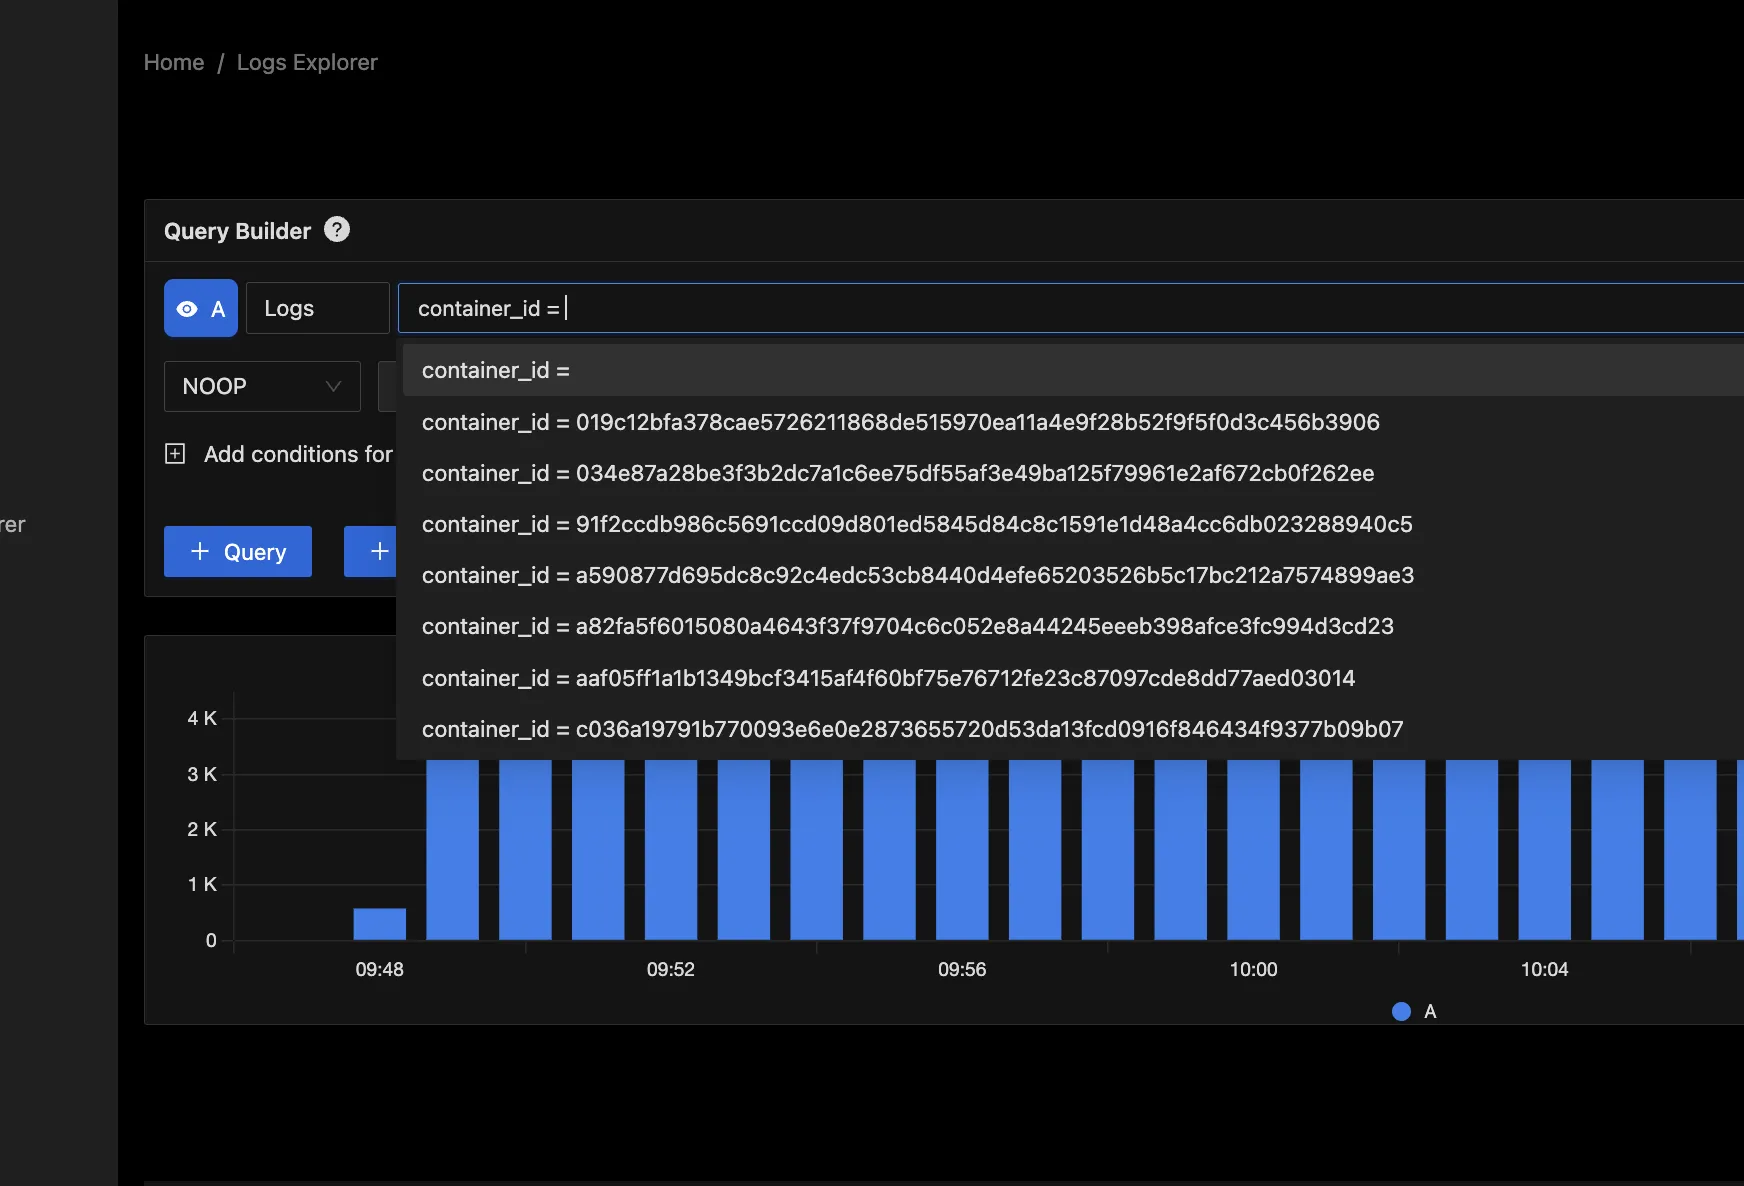 Home / Logs Explorer
Query Builder ?
A Logs container_id =
container_id =
NOOP
container_id = 019c12bfa378cae5726211868de515970ea11a4e9f28b52f9f5f0d3c456b3906
Add conditions for
container_id = 034e87a28be3f3b2dc7a1c6ee75df55af3e49ba125f79961e2af672cb0f262ee
rer
container_id = 91f2ccdb986c5691ccd09d801ed5845d84c8c1591e1d48a4cc6db023288940c5
+ Query +
container_id = a590877d695dc8c92c4edc53cb8440d4efe65203526b5c17bc212a7574899ae3
container_id = a82fa5f6015080a4643f37f9704c6c052e8a44245eeeb398afce3fc994d3cd23
container_id = aaf05ff1a1b1349bcf3415af4f60bf75e76712fe23c87097cde8dd77aed03014
container_id = c036a19791b770093e6e0e2873655720d53da13fcd0916f846434f9377b09b07
4 K
3 K
2 K
1 K
0
09:48 09:52 09:56 10:00 10:04
A